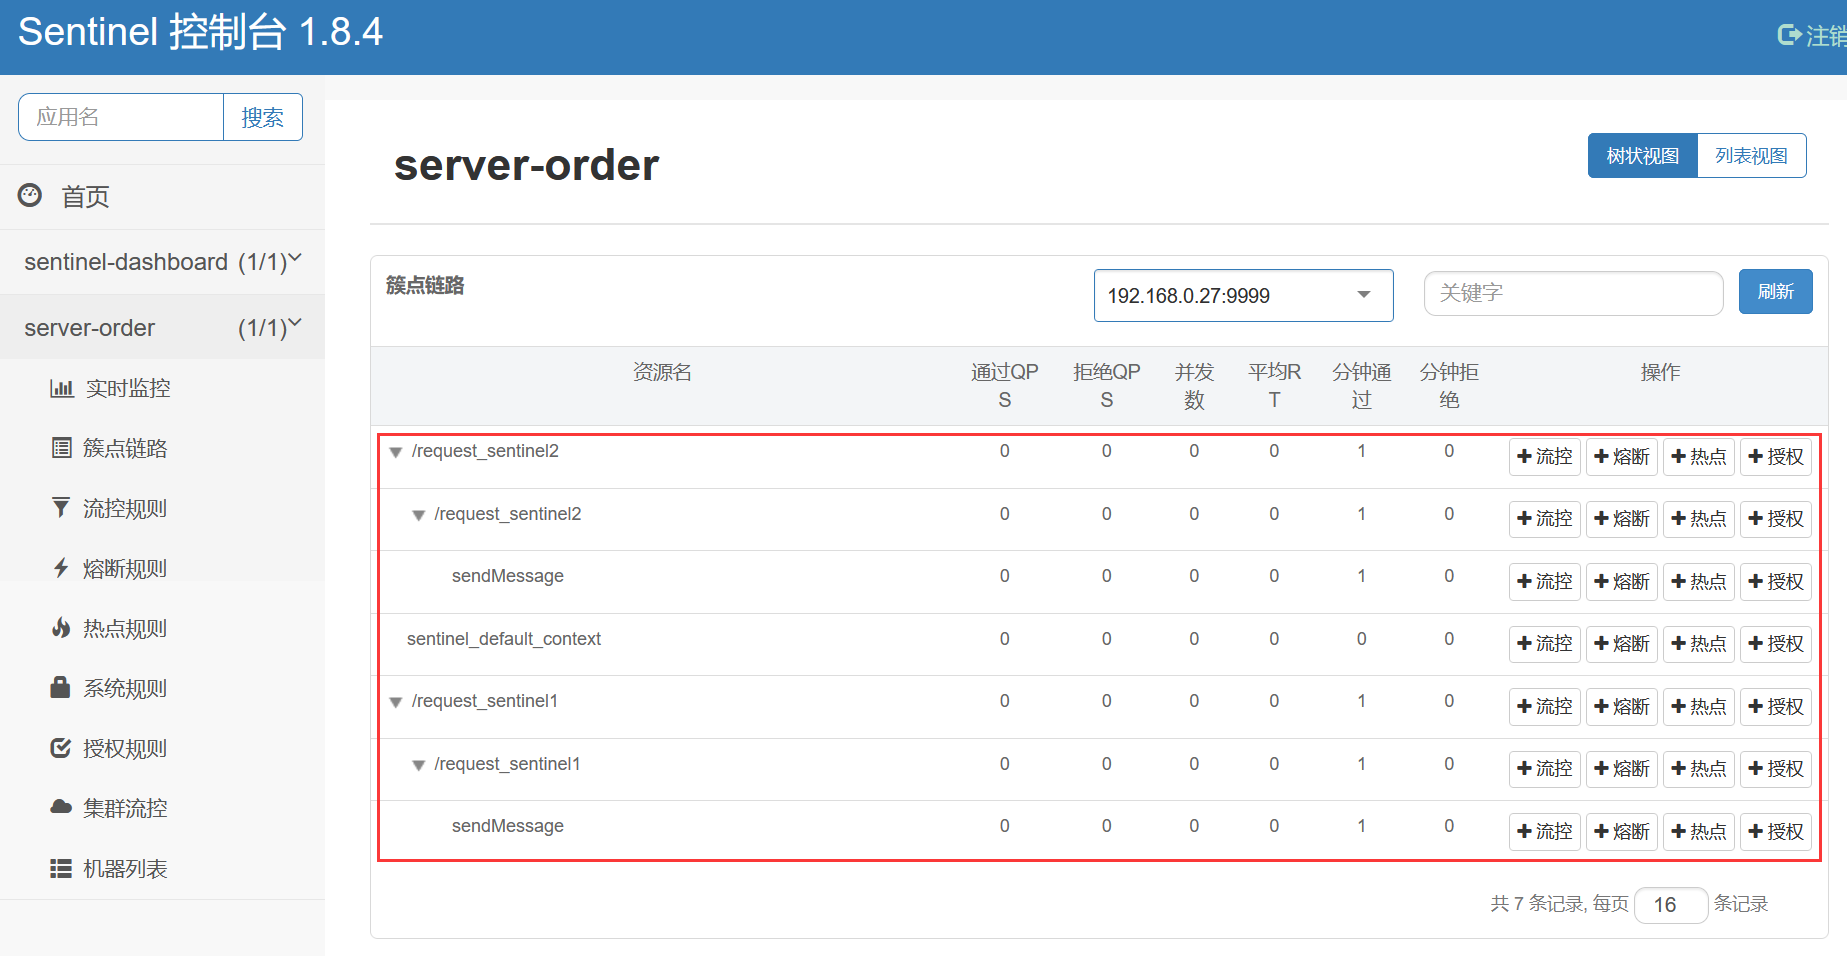 Sentinel 控制台 1.8.4
注销
应用名
搜索
首页
sentinel-dashboard (1/1)
server-order (1/1)
实时监控
簇点链路
流控规则
熔断规则
热点规则
系统规则
授权规则
集群流控
机器列表
server-order
树状视图 列表视图
簇点链路
192.168.0.27:9999
关键字
刷新
资源名 通过QPS 拒绝QPS 并发数 平均RT 分钟通过 分钟拒绝 操作
/request_sentinel2 0 0 0 0 1 0 流控 熔断 热点 授权
/request_sentinel2 0 0 0 0 1 0 流控 熔断 热点 授权
sendMessage 0 0 0 0 1 0 流控 熔断 热点 授权
sentinel_default_context 0 0 0 0 0 0 流控 熔断 热点 授权
/request_sentinel1 0 0 0 0 1 0 流控 熔断 热点 授权
/request_sentinel1 0 0 0 0 1 0 流控 熔断 热点 授权
sendMessage 0 0 0 0 1 0 流控 熔断 热点 授权
共 7 条记录, 每页 16 条记录